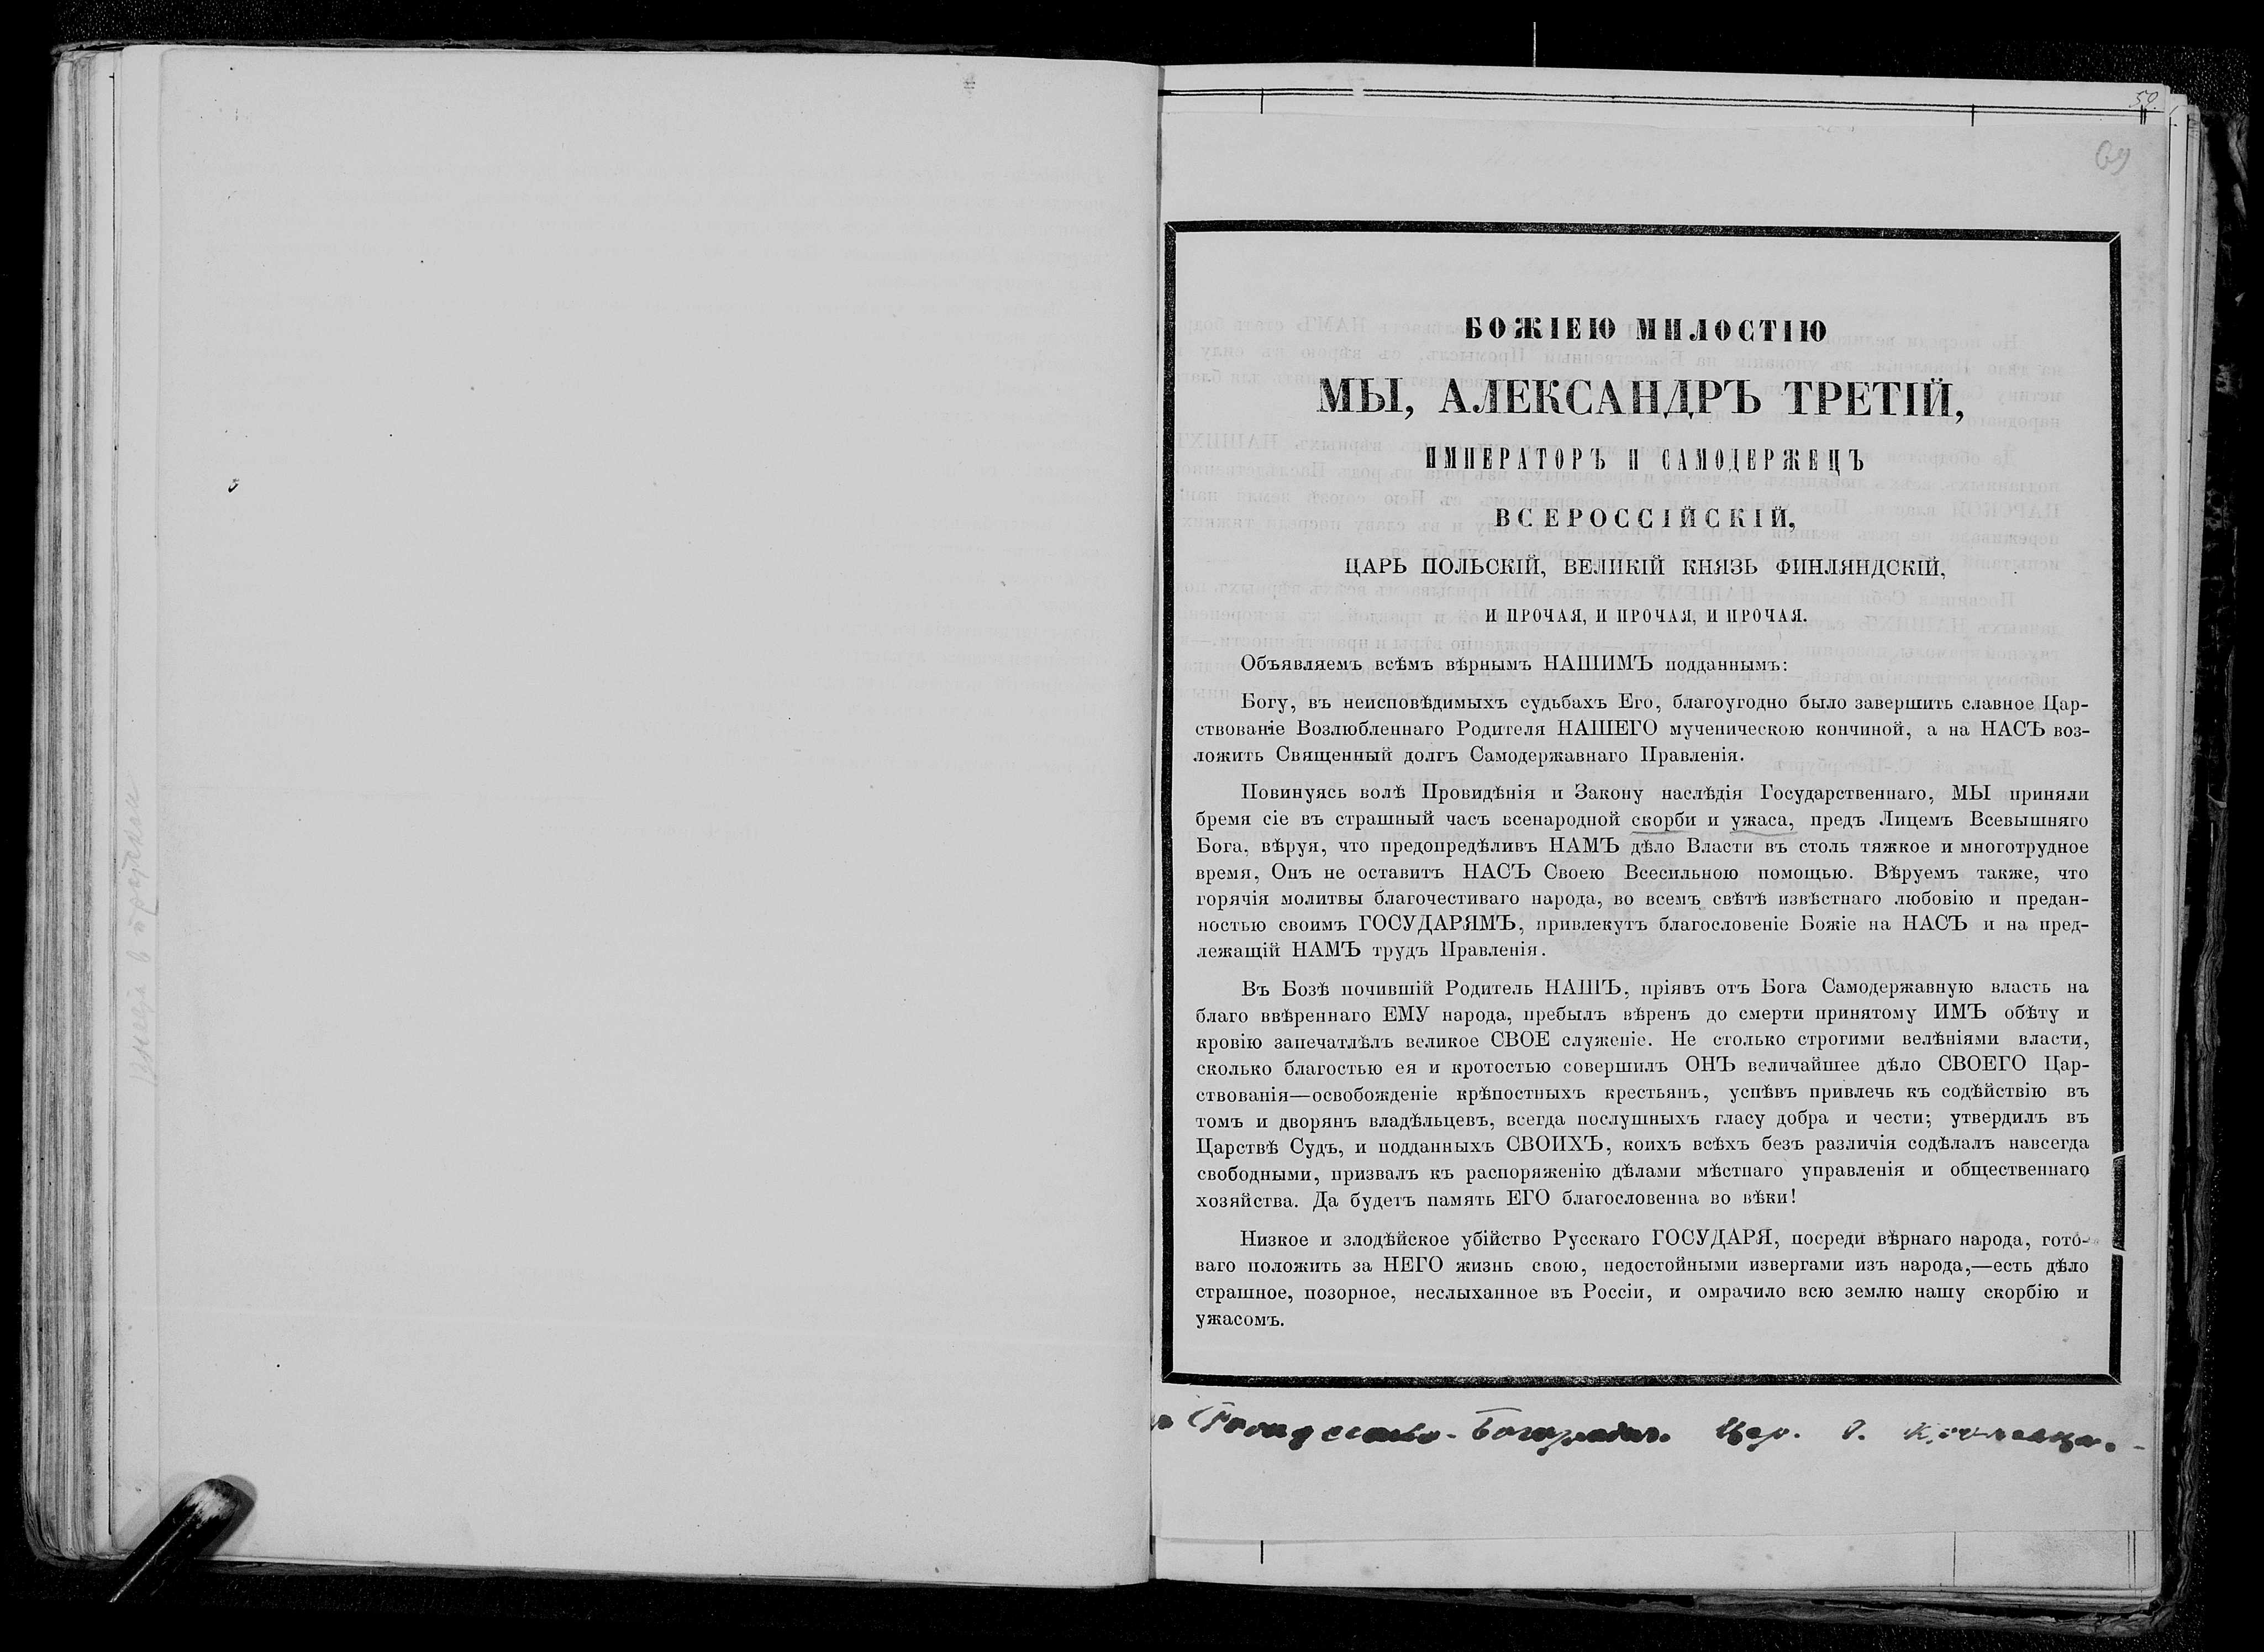 50.
69
БОЖІЕЮ МИЛОСТІЮ
МЫ, АЛЕКСАНДРЪ ТРЕТІЙ,
ИМПЕРАТОРЪ И САМОДЕРЖЕЦЪ
ВСЕРОССІЙСКІЙ,
ЦАРЬ ПОЛЬСКІЙ, ВЕЛИКІЙ КНЯЗЬ ФИНЛЯНДСКІЙ,
И ПРОЧАЯ, И ПРОЧАЯ, И ПРОЧАЯ.
Объявляемъ всѣмъ вѣрнымъ НАШИМЪ подданнымъ:
Богу, въ неисповѣдимыхъ судьбахъ Его, благоугодно было завершить славное Цар-
ствованіе Возлюбленнаго Родителя НАШЕГО мученическою кончиной, а на НАСЪ воз-
ложить Священный долгъ Самодержавнаго Правленія.
Повинуясь волѣ Провидѣнія и Закону наслѣдія Государственнаго, МЫ приняли
бремя сіе въ страшный часъ всенародной скорби и ужаса, предъ Лицемъ Всевышняго
Бога, вѣруя, что предопредѣливъ НАМЪ дѣло Власти въ столь тяжкое и многотрудное
время, Онъ не оставитъ НАСЪ Своею Всесильною помощью. Вѣруемъ также, что
горячія молитвы благочестиваго народа, во всемъ свѣтѣ извѣстнаго любовію и предан-
ностью своимъ ГОСУДАРЯМЪ, привлекутъ благословеніе Божіе на НАСЪ и на пред-
лежащій НАМЪ трудъ Правленія.
Въ Бозѣ почившій Родитель НАШЪ, пріявъ отъ Бога Самодержавную власть на
благо ввѣреннаго ЕМУ народа, пребылъ вѣренъ до смерти принятому ИМЪ обѣту и
кровію запечатлѣлъ великое СВОЕ служеніе. Не столько строгими велѣніями власти,
сколько благостью ея и кротостью совершилъ ОНЪ величайшее дѣло СВОЕГО Цар-
ствованія—освобожденіе крѣпостныхъ крестьянъ, успѣвъ привлечь къ содѣйствію въ
томъ и дворянъ владѣльцевъ, всегда послушныхъ гласу добра и чести; утвердилъ въ
Царствѣ Судъ, и подданныхъ СВОИХЪ, коихъ всѣхъ безъ различія содѣлалъ навсегда
свободными, призвалъ къ распоряженію дѣлами мѣстнаго управленія и общественнаго
хозяйства. Да будетъ память ЕГО благословенна во вѣки!
Низкое и злодѣйское убійство Русскаго ГОСУДАРЯ, посреди вѣрнаго народа, гото-
ваго положить за НЕГО жизнь свою, недостойными извергами изъ народа,—есть дѣло
страшное, позорное, неслыханное въ Россіи, и омрачило всю землю нашу скорбію и
ужасомъ.
Цер.